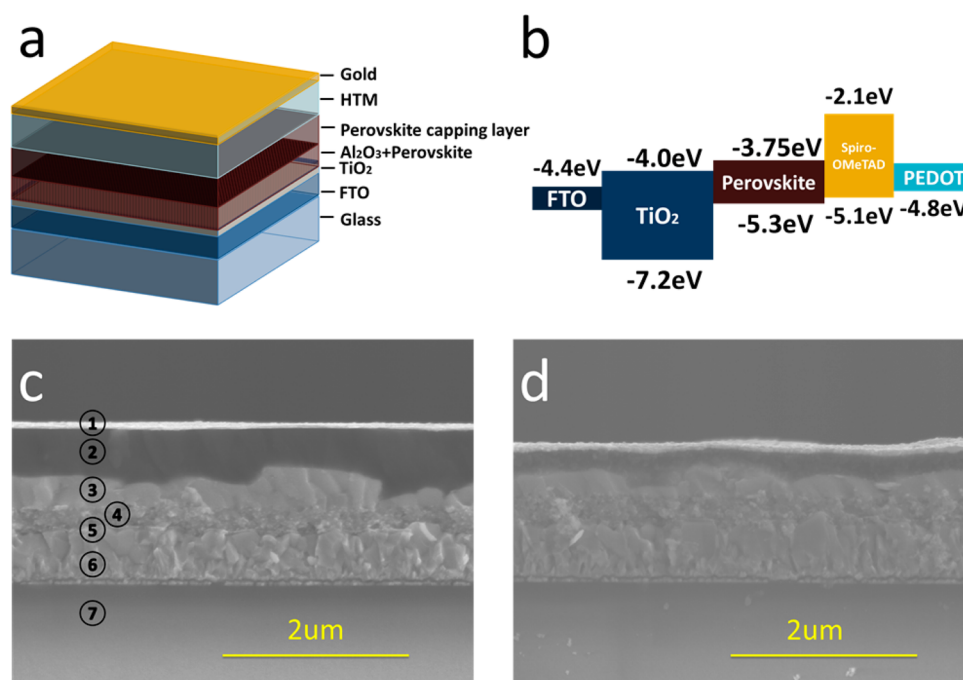 a
Gold
HTM
Perovskite capping layer
Al₂O₃+Perovskite
TiO₂
FTO
Glass
b
-2.1eV
-3.75eV
-4.0eV
-4.4eV
Spiro-
OMeTAD
FTO
TiO₂
Perovskite
PEDOT
-4.8eV
-5.1eV
-5.3eV
-7.2eV
c
①
②
③
④
⑤
⑥
⑦
2um
d
2um